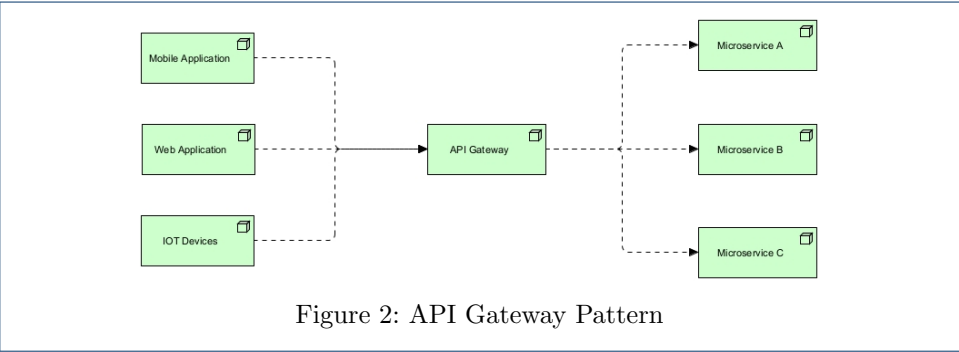 Mobile Application
Web Application
IOT Devices
API Gateway
Microservice A
Microservice B
Microservice C
Figure 2: API Gateway Pattern